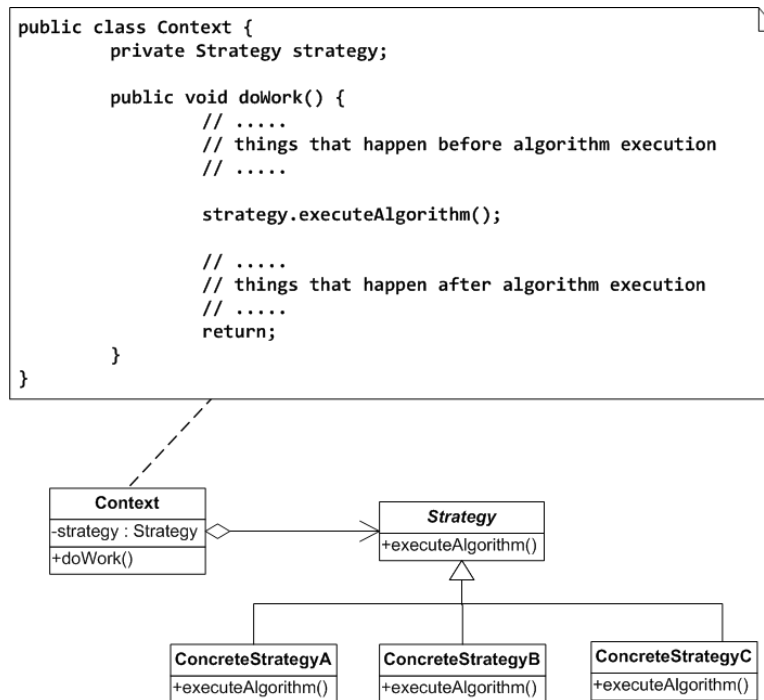 public class Context {
private Strategy strategy;
public void doWork() {
// .....
// things that happen before algorithm execution
// .....
strategy.executeAlgorithm();
// .....
// things that happen after algorithm execution
// .....
return;
}
}
Context
-strategy : Strategy
+doWork()
Strategy
+executeAlgorithm()
ConcreteStrategyA
+executeAlgorithm()
ConcreteStrategyB
+executeAlgorithm()
ConcreteStrategyC
+executeAlgorithm()